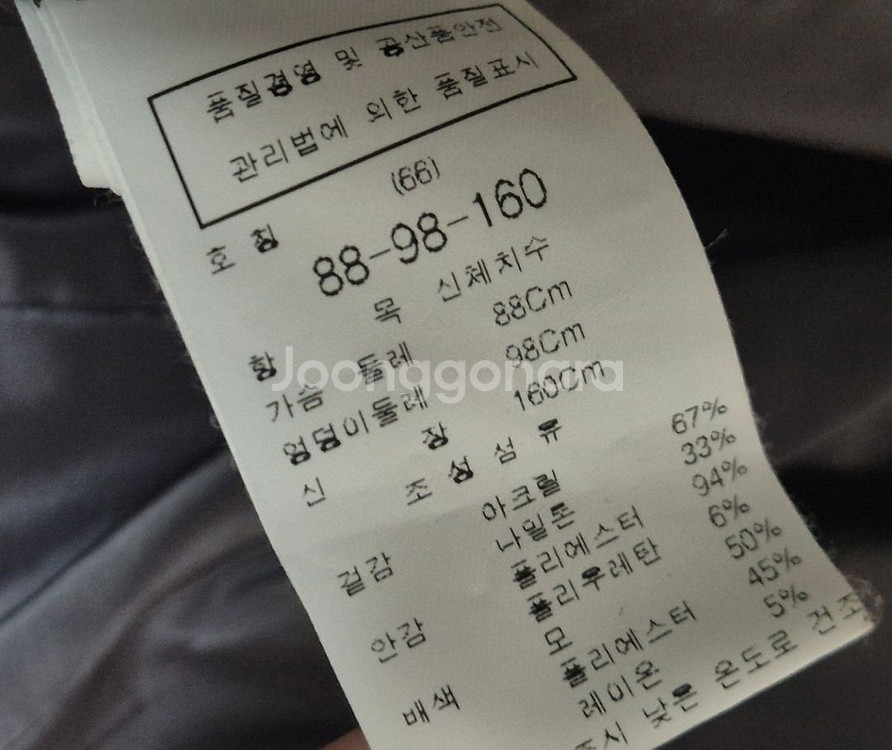 품질경영 및 공산품안전
관리법에 의한 품질표시
(66)
호칭 88-98-160
항 목 신체치수
가슴 둘레 88Cm
엉덩이둘레 98Cm
신 장 160Cm
조성섬유
겉감 아크릴 67%
나일론 33%
안감 폴리에스터 94%
폴리우레탄 6%
배색 모 50%
폴리에스터 45%
레이온 5%
낮은 온도로 건조
Joonggonara